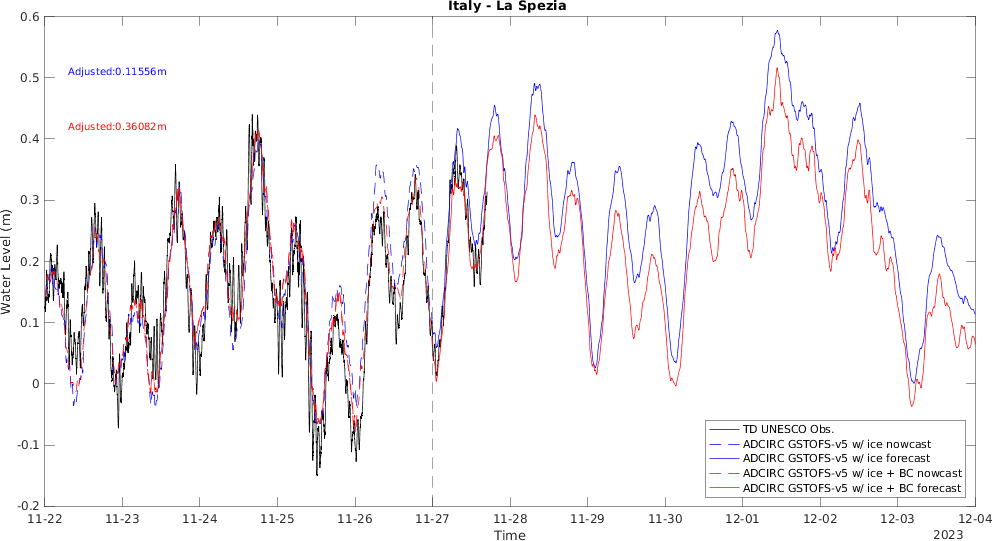 Italy - La Spezia
0.6
0.5
0.4
0.3
0.2
0.1
0
-0.1
-0.2
Water Level (m)
Adjusted:0.11556m
Adjusted:0.36082m
TD UNESCO Obs.
ADCIRC GSTOFS-v5 w/ ice nowcast
ADCIRC GSTOFS-v5 w/ ice forecast
ADCIRC GSTOFS-v5 w/ ice + BC nowcast
ADCIRC GSTOFS-v5 w/ ice + BC forecast
11-22 11-23 11-24 11-25 11-26 11-27 11-28 11-29 11-30 12-01 12-02 12-03 12-04
Time
2023